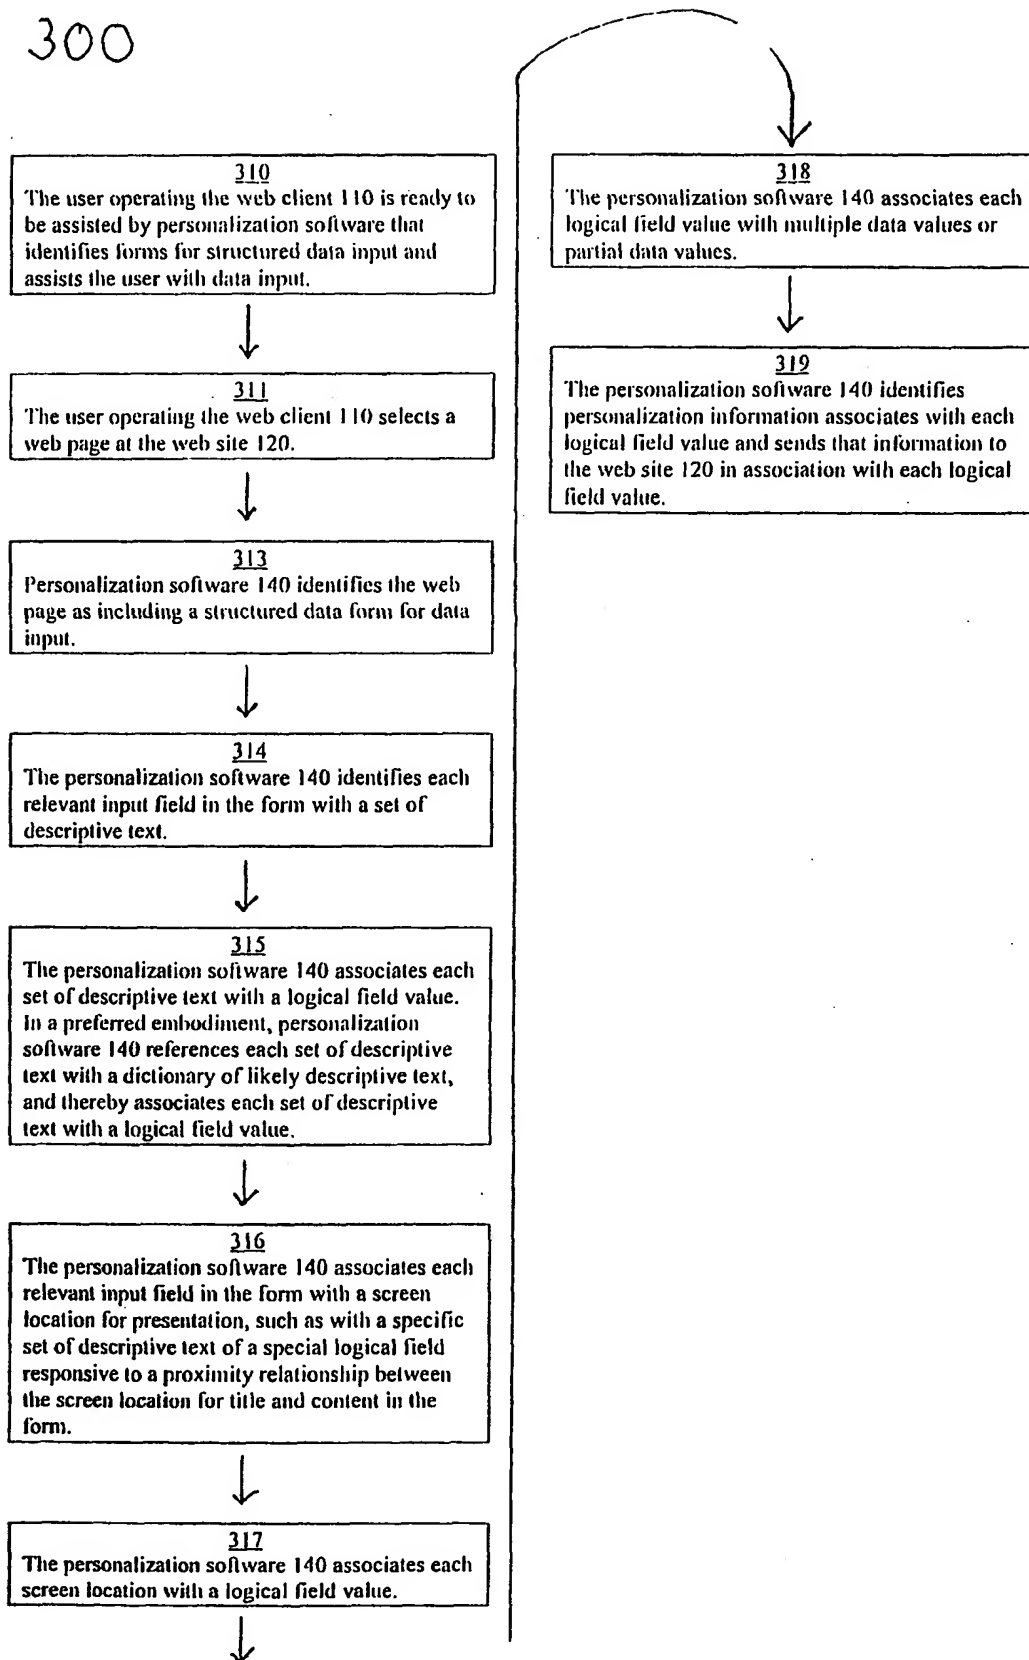 300
310
The user operating the web client 110 is ready to
be assisted by personalization software that
identifies forms for structured data input and
assists the user with data input.
311
The user operating the web client 110 selects a
web page at the web site 120.
313
Personalization software 140 identifies the web
page as including a structured data form for data
input.
314
The personalization software 140 identifies each
relevant input field in the form with a set of
descriptive text.
315
The personalization software 140 associates each
set of descriptive text with a logical field value.
In a preferred embodiment, personalization
software 140 references each set of descriptive
text with a dictionary of likely descriptive text,
and thereby associates each set of descriptive
text with a logical field value.
316
The personalization software 140 associates each
relevant input field in the form with a screen
location for presentation, such as with a specific
set of descriptive text of a special logical field
responsive to a proximity relationship between
the screen location for title and content in the
form.
317
The personalization software 140 associates each
screen location with a logical field value.
318
The personalization software 140 associates each
logical field value with multiple data values or
partial data values.
319
The personalization software 140 identifies
personalization information associates with each
logical field value and sends that information to
the web site 120 in association with each logical
field value.